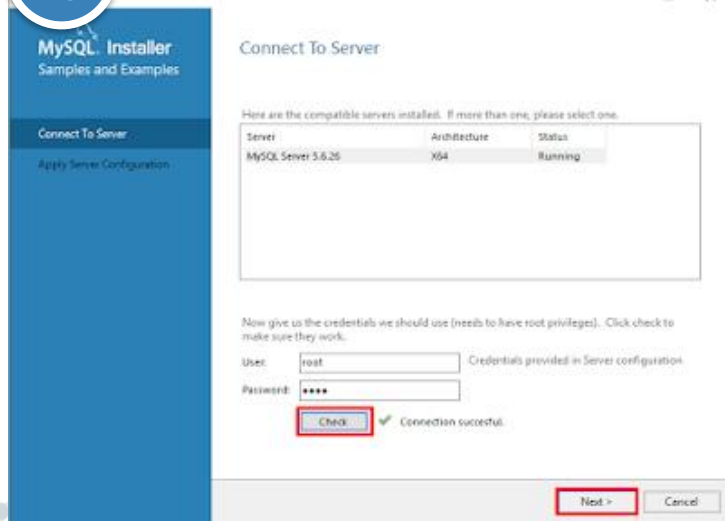 MySQL. Installer
Samples and Examples
Connect To Server
Apply Server Configuration
Connect To Server
Here are the compatible servers installed. If more than one, please select one.
Server Architecture Status
MySQL Server 5.6.26 X64 Running
Now give us the credentials we should use (needs to have root privileges). Click check to
make sure they work.
User: root Credentials provided in Server configuration
Password: ••••
Check Connection succesful.
Next > Cancel